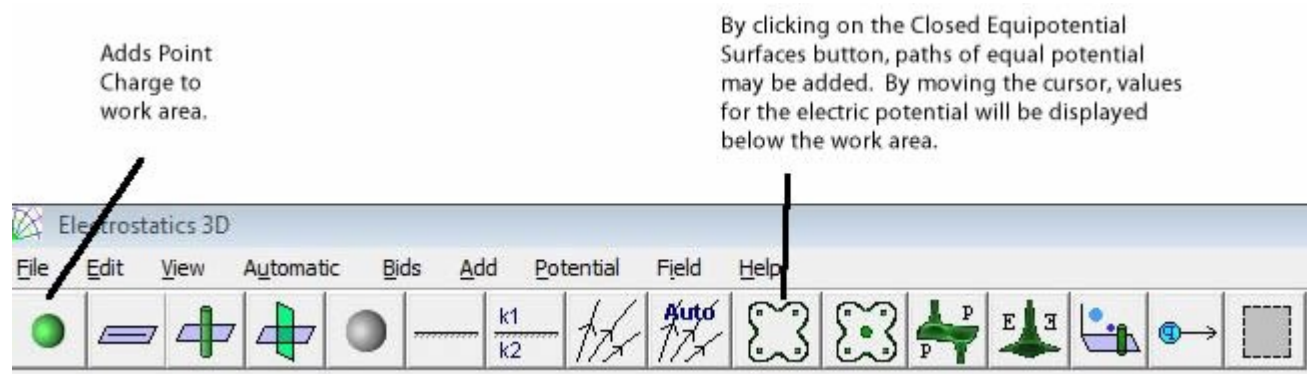 Adds Point
Charge to
work area.
By clicking on the Closed Equipotential
Surfaces button, paths of equal potential
may be added. By moving the cursor, values
for the electric potential will be displayed
below the work area.
Electrostatics 3D
File Edit View Automatic Bids Add Potential Field Help
k1
k2
Auto
P
P
E E
q